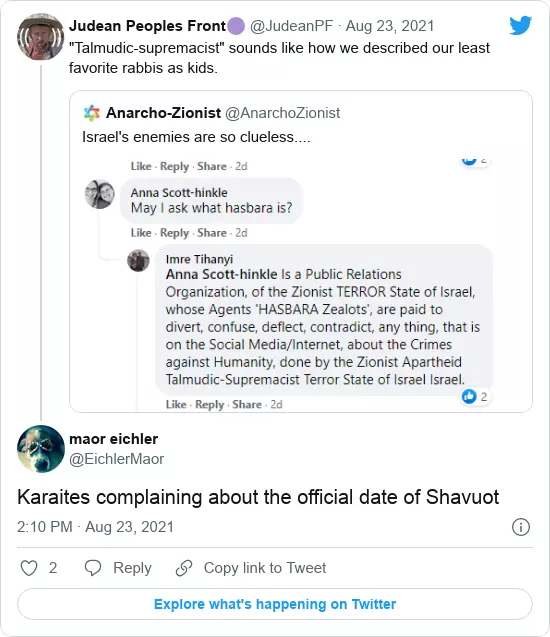 Judean Peoples Front🟣 @JudeanPF · Aug 23, 2021
"Talmudic-supremacist" sounds like how we described our least
favorite rabbis as kids.
Anarcho-Zionist @AnarchoZionist
Israel's enemies are so clueless....
Like · Reply · Share · 2d
2
Anna Scott-hinkle
May I ask what hasbara is?
Like · Reply · Share · 2d
Imre Tihanyi
Anna Scott-hinkle Is a Public Relations
Organization, of the Zionist TERROR State of Israel,
whose Agents 'HASBARA Zealots', are paid to
divert, confuse, deflect, contradict, any thing, that is
on the Social Media/Internet, about the Crimes
against Humanity, done by the Zionist Apartheid
Talmudic-Supremacist Terror State of Israel Israel.
2
Like · Reply · Share · 2d
maor eichler
@EichlerMaor
Karaites complaining about the official date of Shavuot
2:10 PM · Aug 23, 2021
2 Reply Copy link to Tweet
Explore what's happening on Twitter